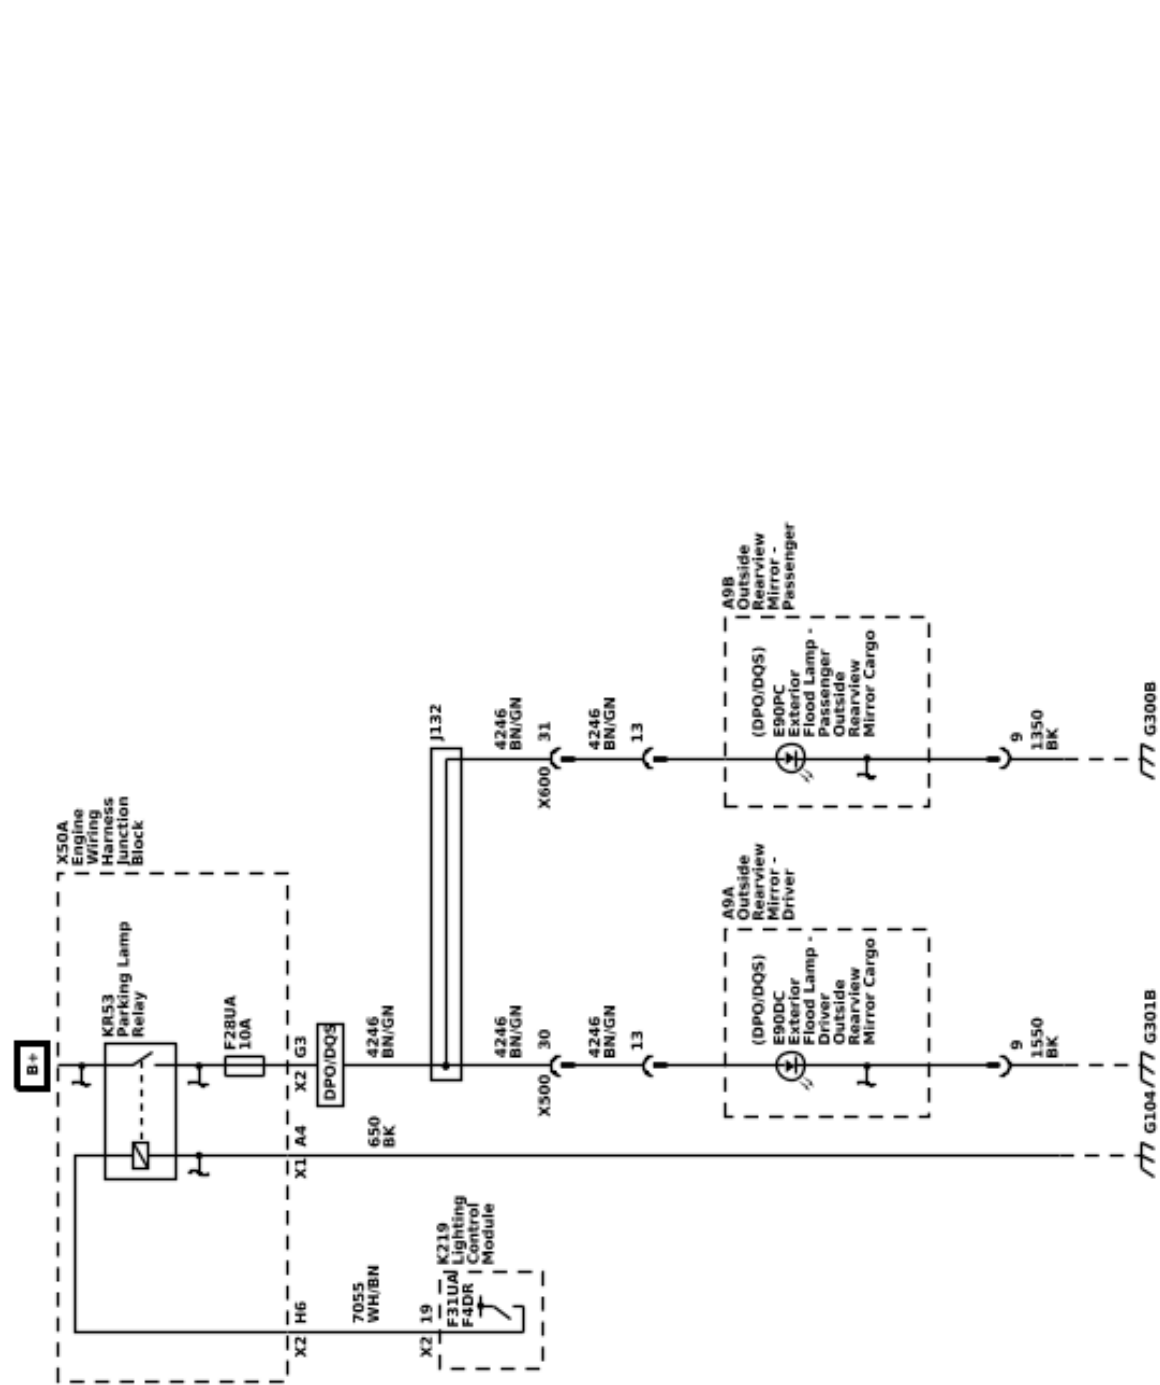 B+
X50A
Engine
Wiring
Harness
Junction
Block
KR53
Parking Lamp
Relay
F28UA
10A
X2 H6
X1 A4
X2 G3
DPO/DQS
7055
WH/BN
650
BK
4246
BN/GN
J132
X2 19
K219
Lighting
Control
Module
F31UA
F4DR
4246
BN/GN
X500 30
4246
BN/GN
13
4246
BN/GN
X600 31
4246
BN/GN
13
A9A
Outside
Rearview
Mirror -
Driver
(DPO/DQS)
E90DC
Exterior
Flood Lamp -
Driver
Outside
Rearview
Mirror Cargo
A9B
Outside
Rearview
Mirror -
Passenger
(DPO/DQS)
E90PC
Exterior
Flood Lamp -
Passenger
Outside
Rearview
Mirror Cargo
9
1550
BK
9
1350
BK
G104
G301B
G300B